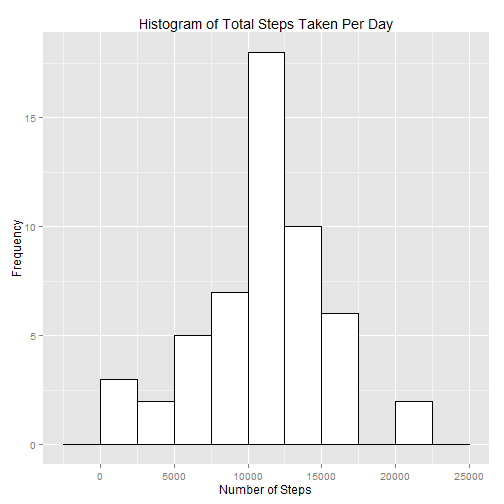 Histogram of Total Steps Taken Per Day
Frequency
15
10
5
0
0 5000 10000 15000 20000 25000
Number of Steps